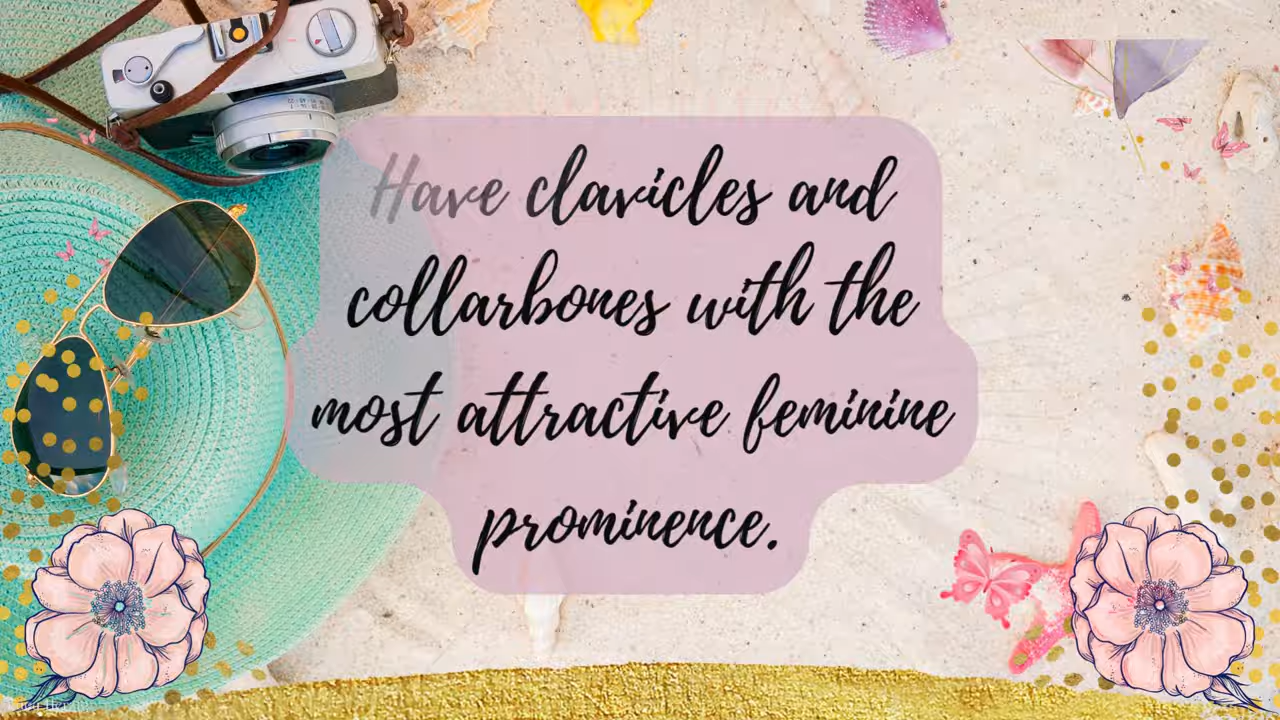 Have clavicles and
collarbones with the
most attractive feminine
prominence.